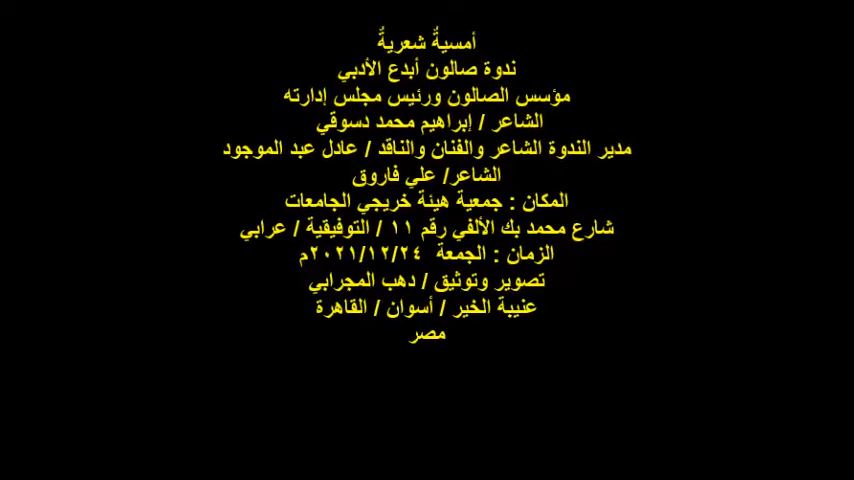 أمسيةٌ شعريةٌ
ندوة صالون أبدع الأدبي
مؤسس الصالون ورئيس مجلس إدارته
الشاعر / إبراهيم محمد دسوقي
مدير الندوة الشاعر والفنان والناقد / عادل عبد الموجود
الشاعر/ علي فاروق
المكان : جمعية هيئة خريجي الجامعات
شارع محمد بك الألفي رقم ١١ / التوفيقية / عرابي
الزمان : الجمعة ٢٠٢١/١٢/٢٤م
تصوير وتوثيق / دهب المجرابي
عنيبة الخير / أسوان / القاهرة
مصر